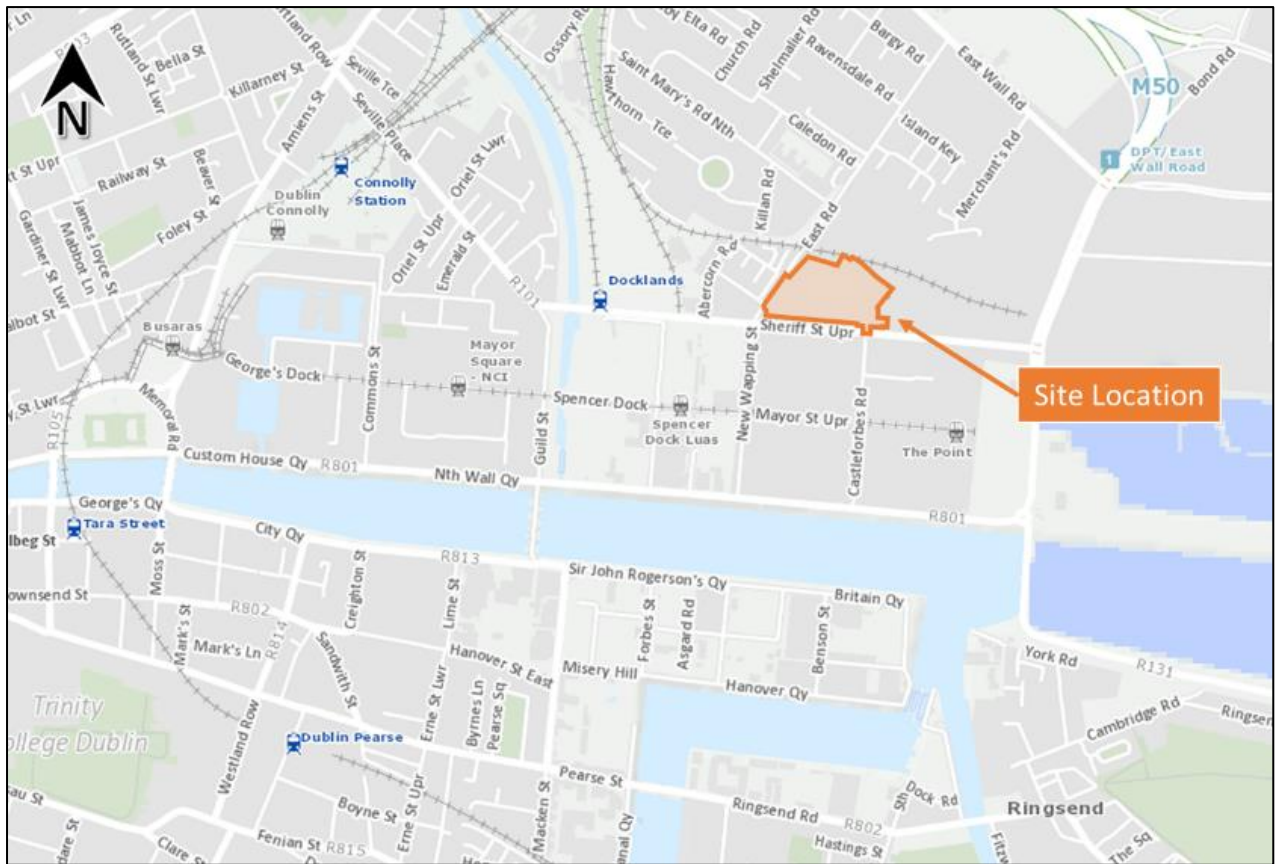 Rutland St Lwr
Bella St
Killarney St
Portland Row
Seville Tce
Seville Place
Amiens St
Ossory Rd
Church Rd
Shelmalier Rd
Bargy Rd
Ravensdale Rd
East Wall Rd
Bond Rd
M50
N
Saint Mary's Rd Nth
Hawthorn Tce
Caledon Rd
Island Key
1
DPT/East
Wall Road
Railway St
Beaver St
Foley St
Oriel St Lwr
Connolly
Station
Dublin
Connolly
Killan Rd
East Rd
Merchant's Rd
Gardiner St Lwr
Mabbot Ln
James Joyce St
Oriel St Upr
Emerald St
R101
Docklands
Abercorn Rd
Sheriff St Upr
Busaras
George's Dock
Commons St
Mayor
Square
- NCI
Guild St
Spencer Dock
Spencer
Dock Luas
New Wapping St
Mayor St Upr
Castleforbes Rd
The Point
Site Location
R105
Memorial Rd
Custom House Qy
R801
Nth Wall Qy
R801
George's Qy
Tara Street
City Qy
R813
Sir John Rogerson's Qy
Britain Qy
Moss St
Creighton St
Lime St
R802
R814
Mark's St
Mark's Ln
Sandwith St
Hanover St East
Misery Hill
Forbes St
Asgard Rd
Benson St
Hanover Qy
York Rd
R131
Cambridge Rd
Trinity
College Dublin
Westland Row
Dublin Pearse
Erne St Lwr
Byrnes Ln
Pearse Sq
Erne St Upr
Boyne St
Macken St
Pearse St
Ringsend Rd
R802
Sth Dock Rd
Ringsend
Clare St
Fenian St
R815
Hastings St
The Sq